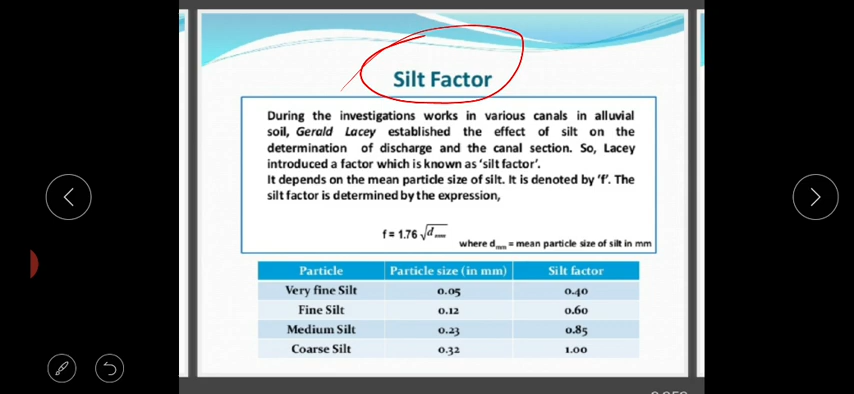 Silt Factor
During the investigations works in various canals in alluvial
soil, Gerald Lacey established the effect of silt on the
determination of discharge and the canal section. So, Lacey
introduced a factor which is known as 'silt factor'.
It depends on the mean particle size of silt. It is denoted by 'f'. The
silt factor is determined by the expression,
f = 1.76 √dmm
where dmm = mean particle size of silt in mm
Particle Particle size (in mm) Silt factor
Very fine Silt 0.05 0.40
Fine Silt 0.12 0.60
Medium Silt 0.23 0.85
Coarse Silt 0.32 1.00